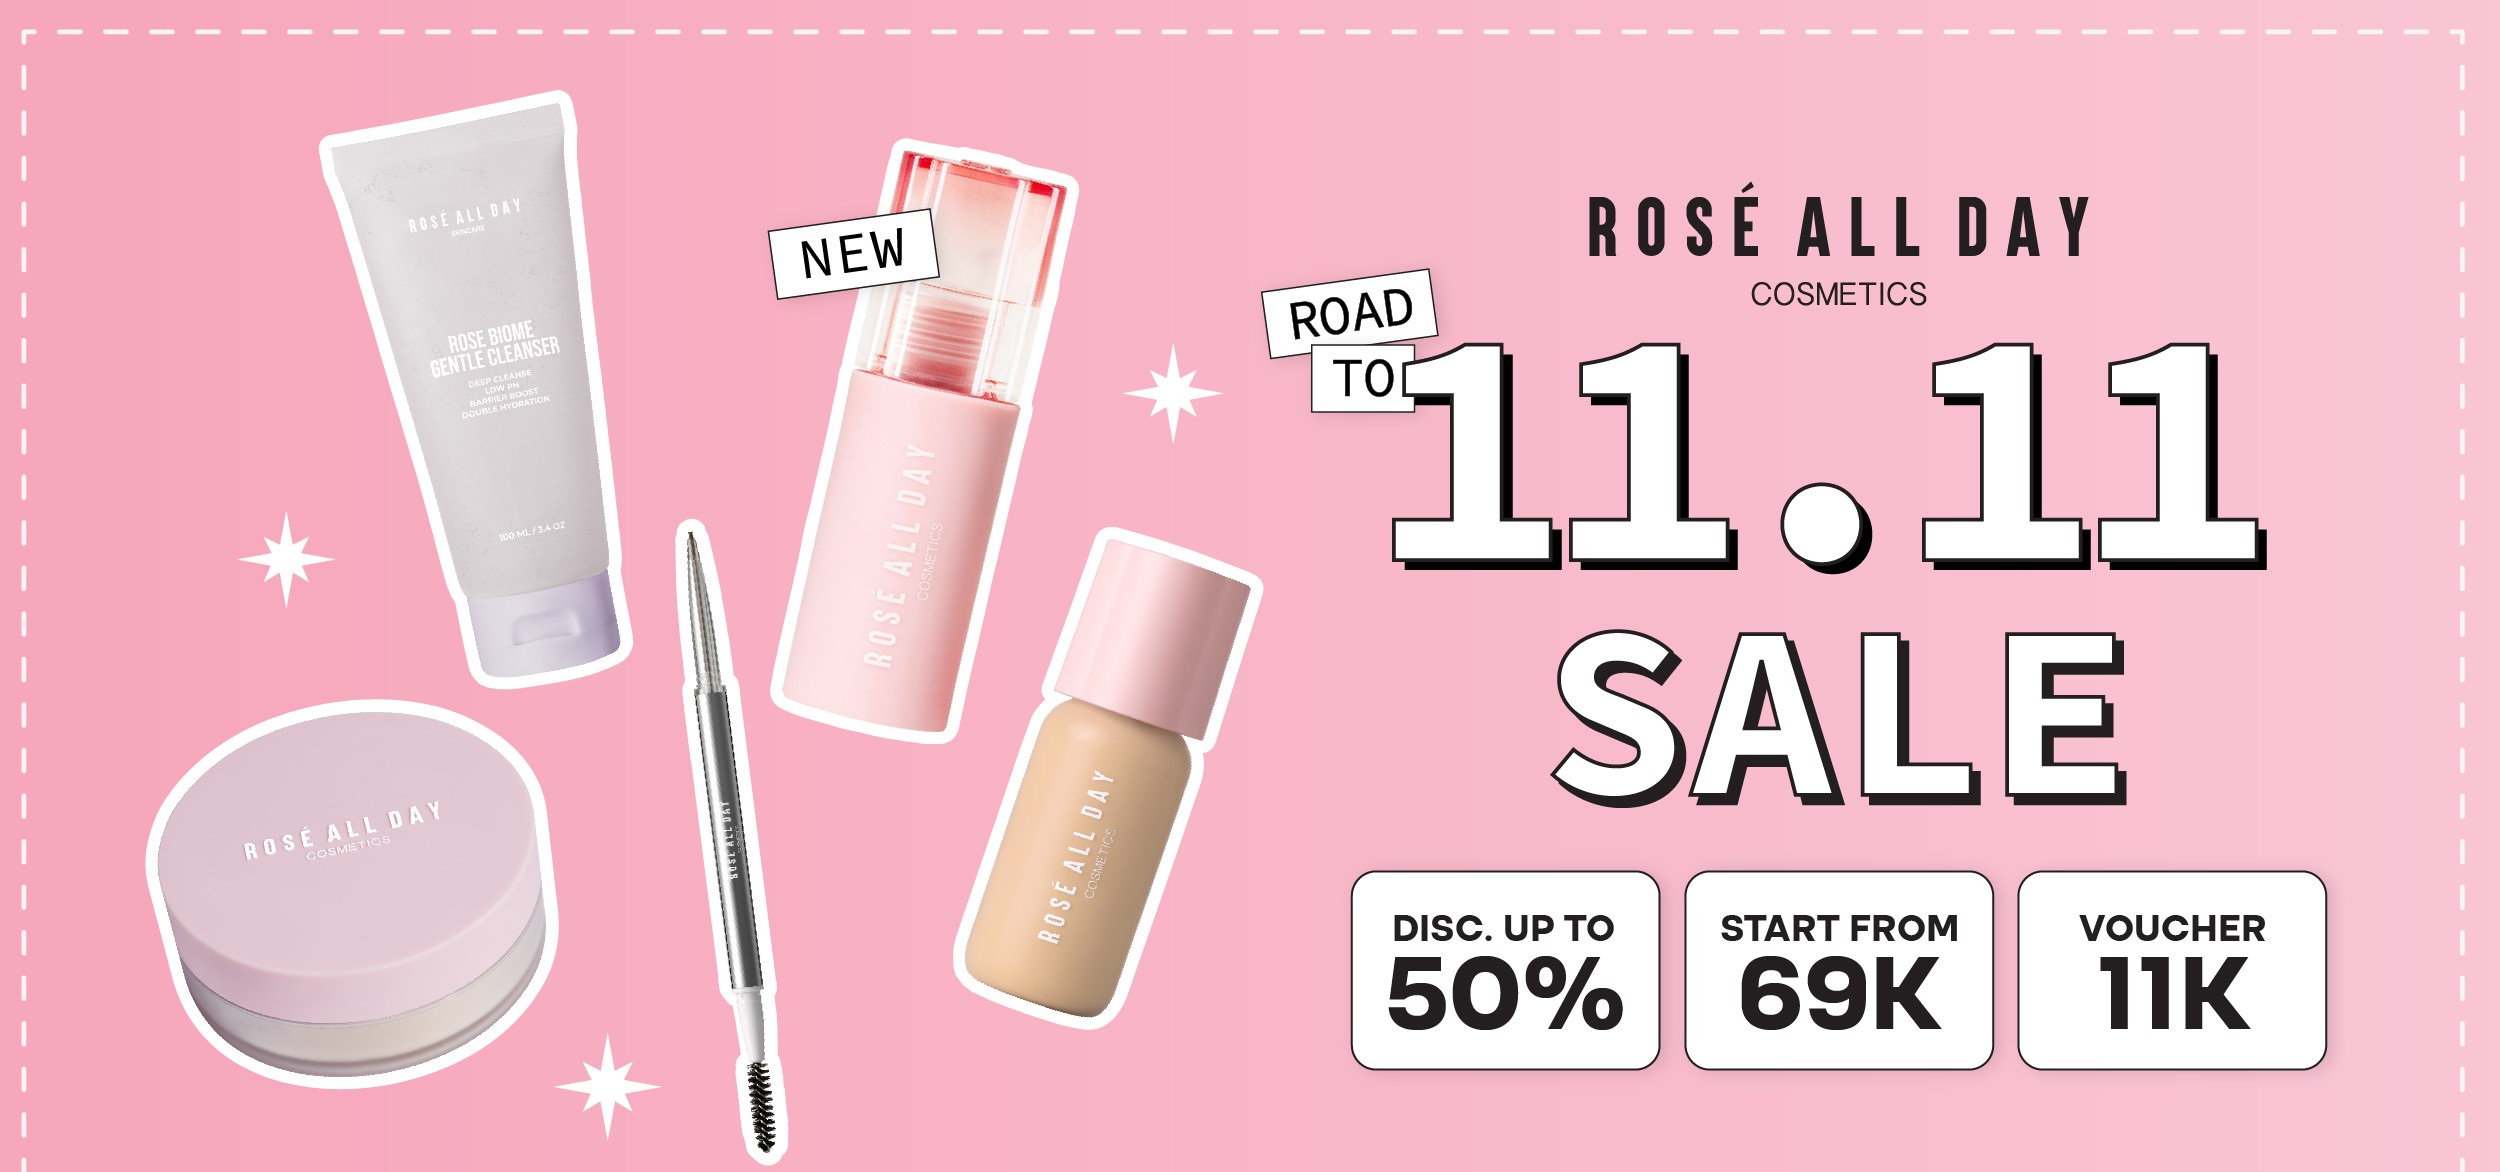 ROSÉ ALL DAY
SKINCARE
ROSE BIOME
GENTLE CLEANSER
DEEP CLEANSE
LOW PH
BARRIER BOOST
DOUBLE HYDRATION
100 ML / 3.4 OZ
NEW
ROSÉ ALL DAY
COSMETICS
ROSÉ ALL DAY
COSMETICS
ROSÉ ALL DAY
ROSÉ ALL DAY
COSMETICS
ROSÉ ALL DAY
COSMETICS
ROAD
TO
11.11
SALE
DISC. UP TO
50%
START FROM
69K
VOUCHER
11K